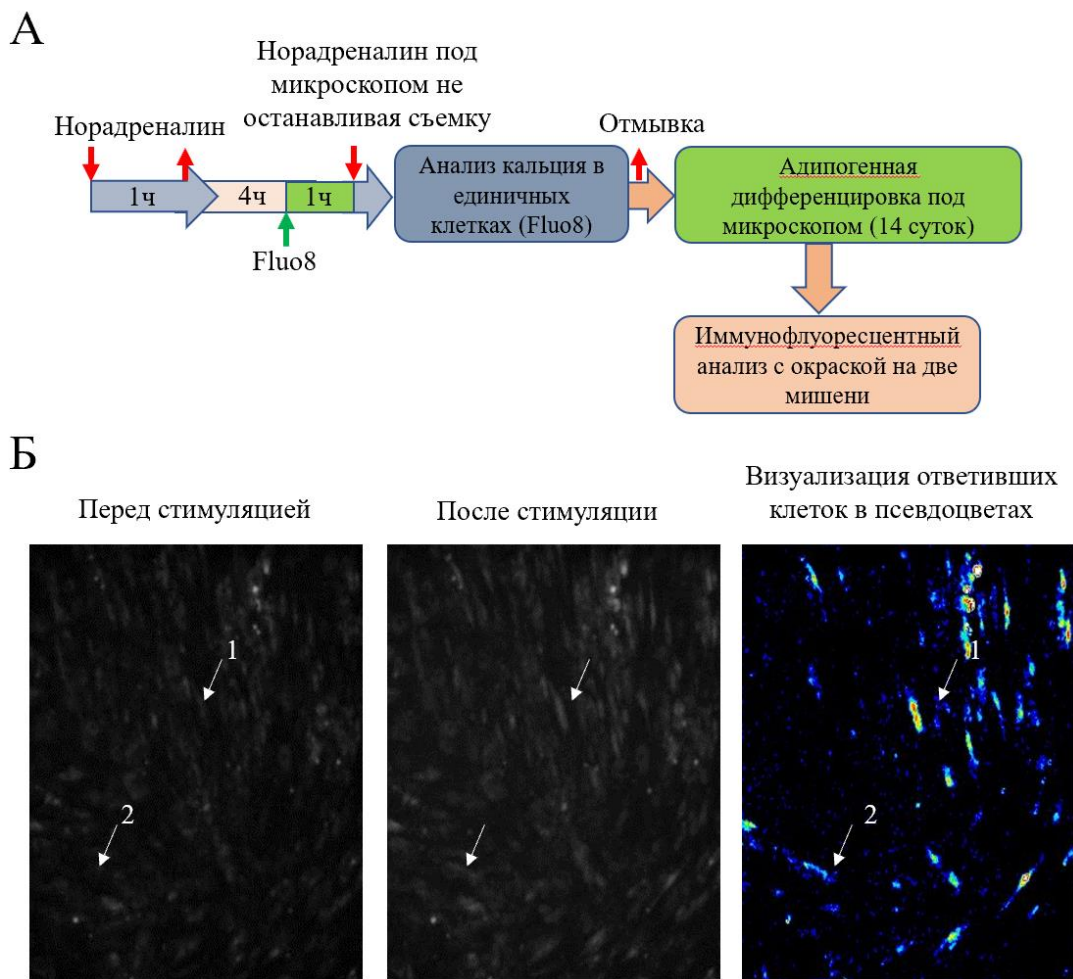 А
Норадреналин под
микроскопом не
останавливая съемку
Норадреналин
Отмывка
1ч
4ч
1ч
Fluo8
Анализ кальция в
единичных
клетках (Fluo8)
Адипогенная
дифференцировка под
микроскопом (14 суток)
Иммунофлуоресцентный
анализ с окраской на две
мишени
Б
Перед стимуляцией
После стимуляции
Визуализация ответивших
клеток в псевдоцветах
1
2
1
2